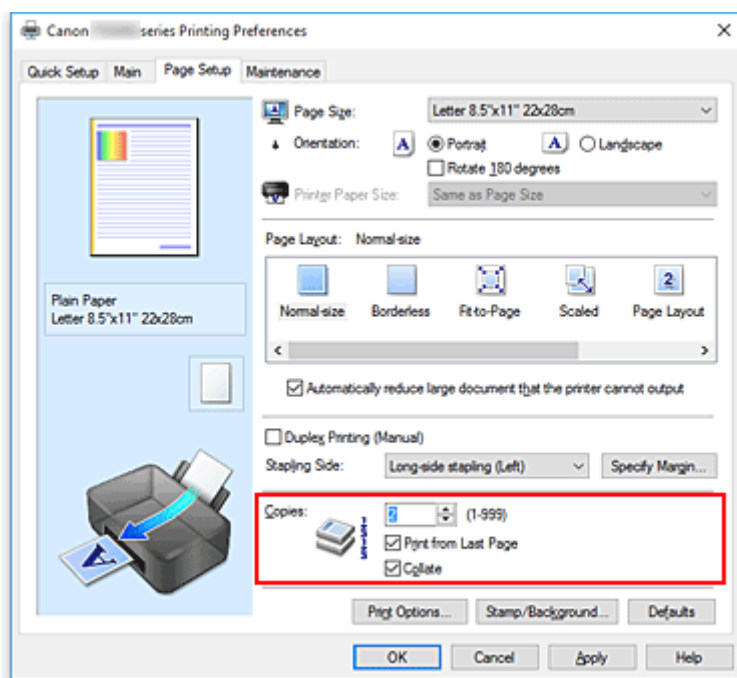 Canon series Printing Preferences
Quick Setup Main Page Setup Maintenance
Page Size: Letter 8.5"x11" 22x28cm
Orientation: A Portrait A Landscape
Rotate 180 degrees
Printer Paper Size: Same as Page Size
Page Layout: Normal-size
2
Normal-size Borderless Fit-to-Page Scaled Page Layout
Plain Paper
Letter 8.5"x11" 22x28cm
Automatically reduce large document that the printer cannot output
Duplex Printing (Manual)
Stapling Side: Long-side stapling (Left) Specify Margin...
Copies: 2 (1-999)
Print from Last Page
Collate
A
Print Options... Stamp/Background... Defaults
OK Cancel Apply Help